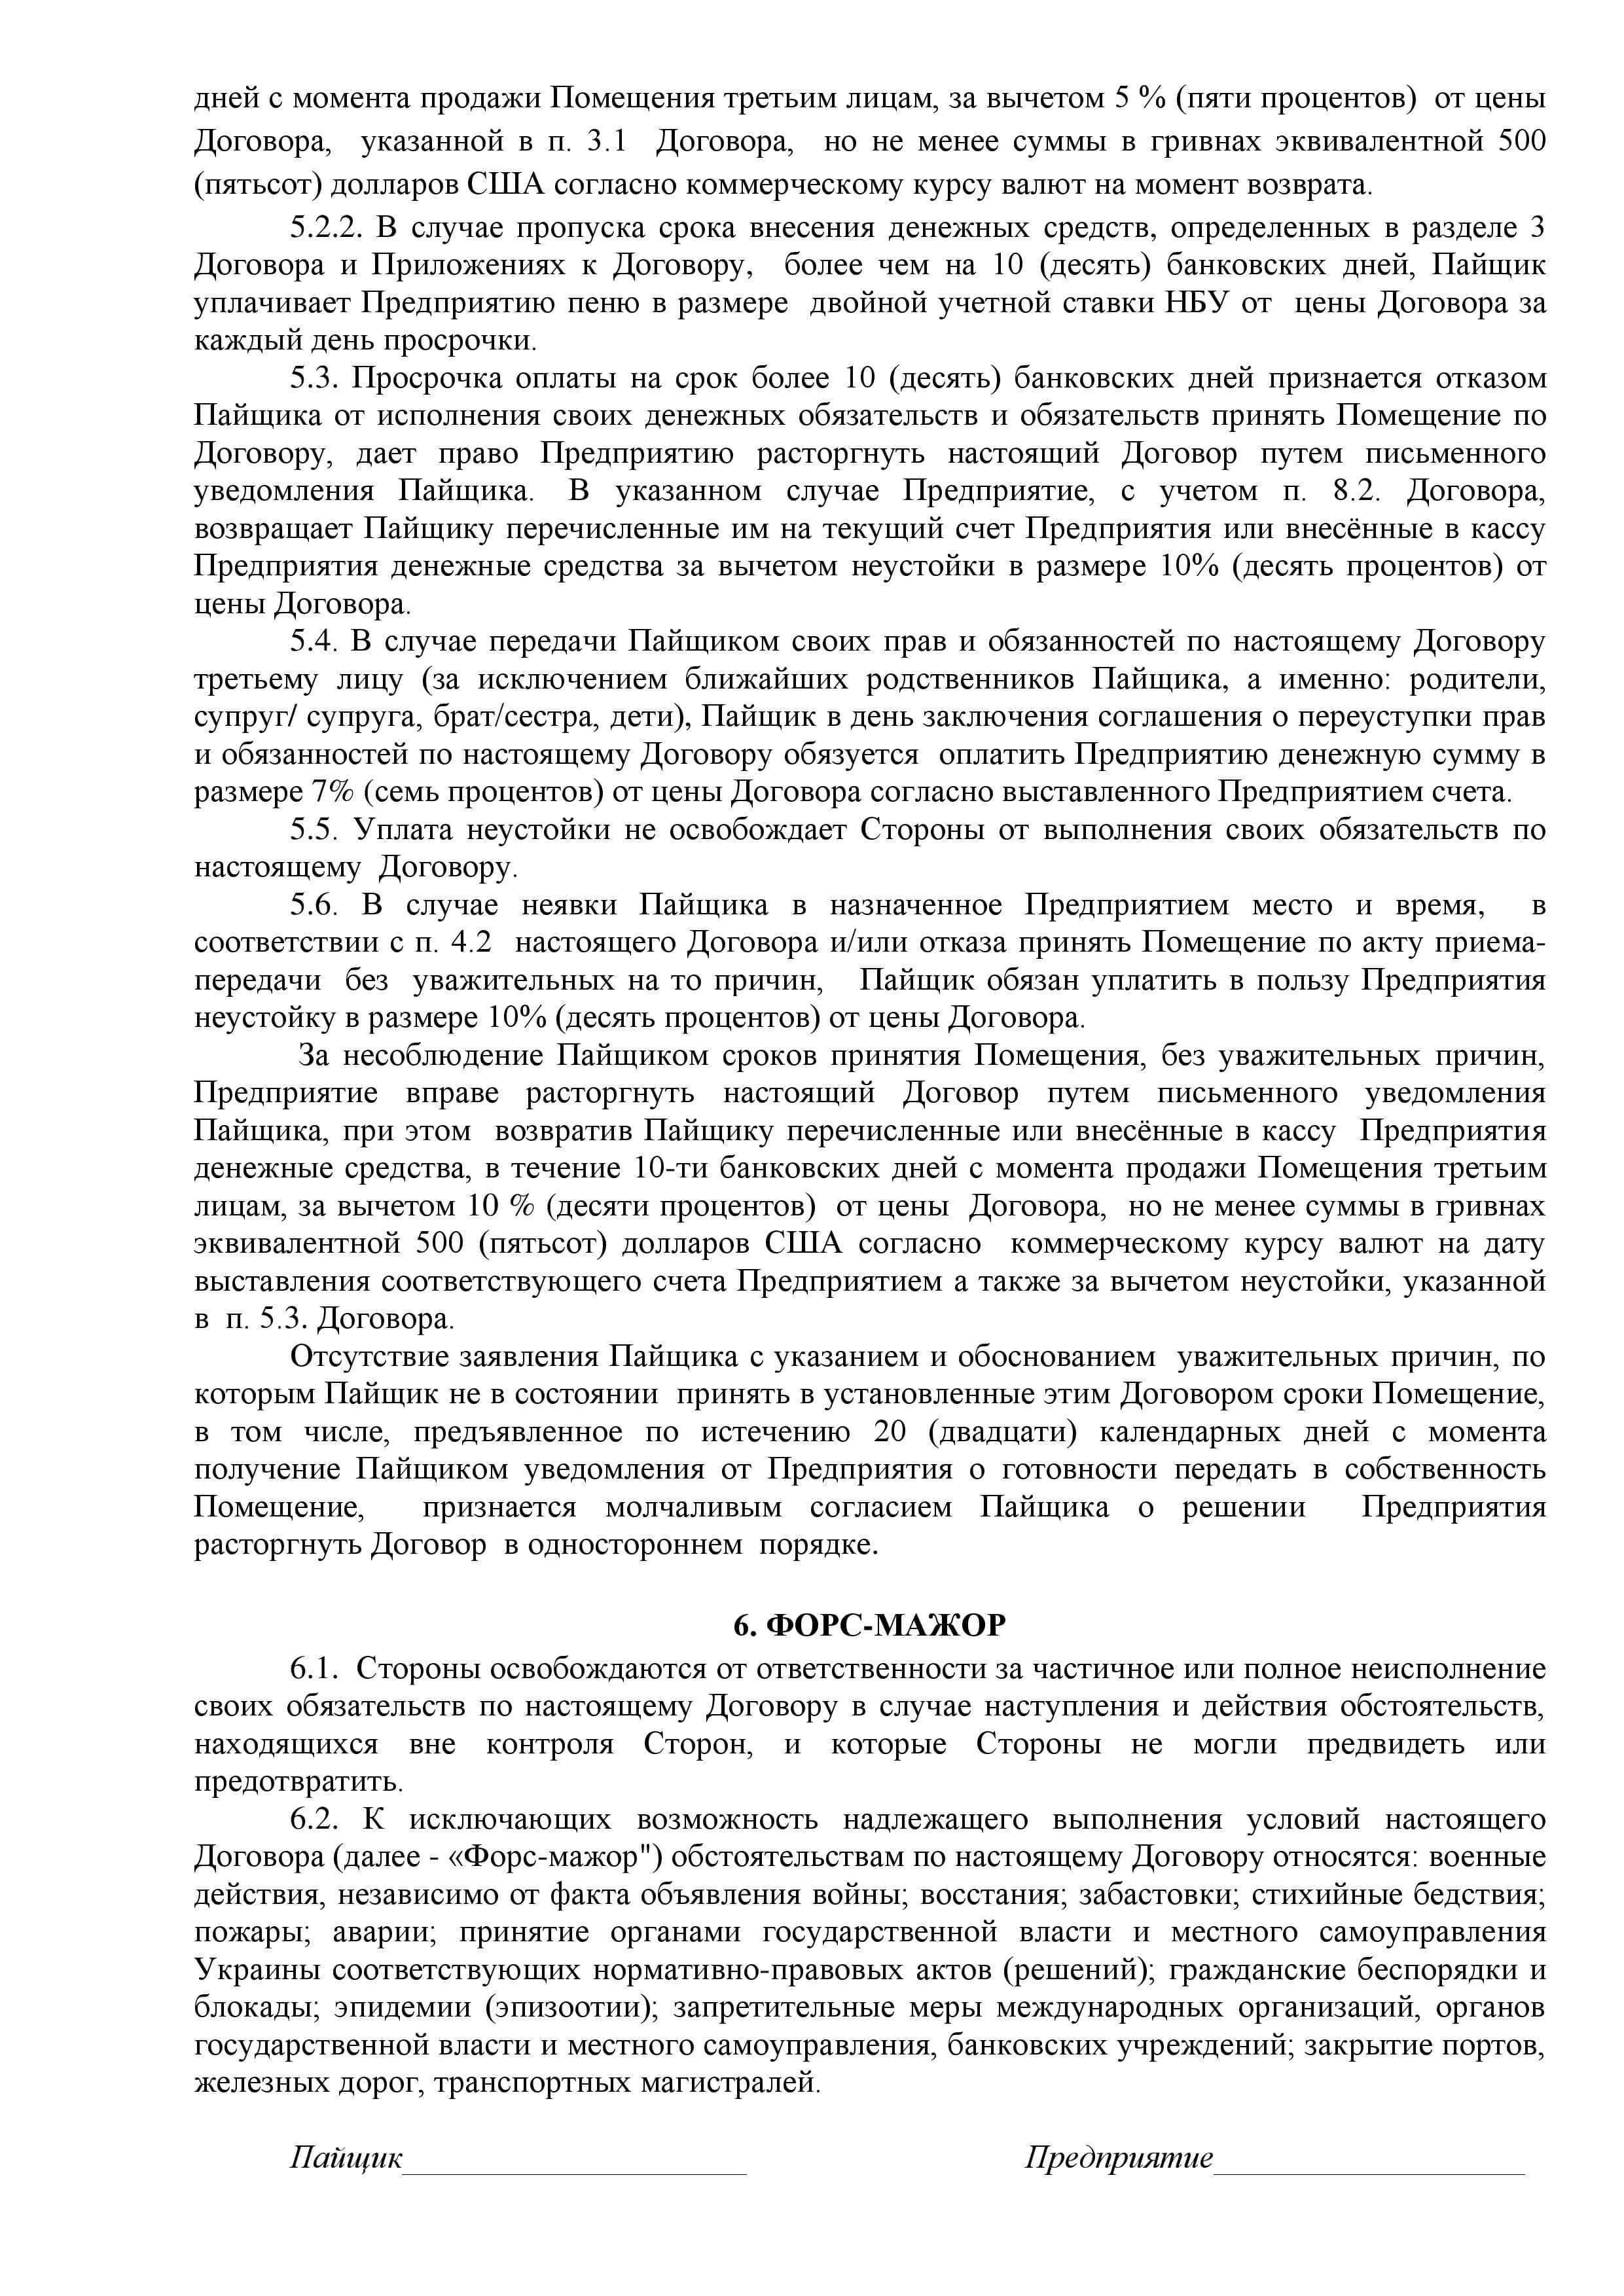 дней с момента продажи Помещения третьим лицам, за вычетом 5 % (пяти процентов) от цены
Договора, указанной в п. 3.1 Договора, но не менее суммы в гривнах эквивалентной 500
(пятьсот) долларов США согласно коммерческому курсу валют на момент возврата.
5.2.2. В случае пропуска срока внесения денежных средств, определенных в разделе 3
Договора и Приложениях к Договору, более чем на 10 (десять) банковских дней, Пайщик
уплачивает Предприятию пеню в размере двойной учетной ставки НБУ от цены Договора за
каждый день просрочки.
5.3. Просрочка оплаты на срок более 10 (десять) банковских дней признается отказом
Пайщика от исполнения своих денежных обязательств и обязательств принять Помещение по
Договору, дает право Предприятию расторгнуть настоящий Договор путем письменного
уведомления Пайщика. В указанном случае Предприятие, с учетом п. 8.2. Договора,
возвращает Пайщику перечисленные им на текущий счет Предприятия или внесённые в кассу
Предприятия денежные средства за вычетом неустойки в размере 10% (десять процентов) от
цены Договора.
5.4. В случае передачи Пайщиком своих прав и обязанностей по настоящему Договору
третьему лицу (за исключением ближайших родственников Пайщика, а именно: родители,
супруг/ супруга, брат/сестра, дети), Пайщик в день заключения соглашения о переуступки прав
и обязанностей по настоящему Договору обязуется оплатить Предприятию денежную сумму в
размере 7% (семь процентов) от цены Договора согласно выставленного Предприятием счета.
5.5. Уплата неустойки не освобождает Стороны от выполнения своих обязательств по
настоящему Договору.
5.6. В случае неявки Пайщика в назначенное Предприятием место и время, в
соответствии с п. 4.2 настоящего Договора и/или отказа принять Помещение по акту приема-
передачи без уважительных на то причин, Пайщик обязан уплатить в пользу Предприятия
неустойку в размере 10% (десять процентов) от цены Договора.
За несоблюдение Пайщиком сроков принятия Помещения, без уважительных причин,
Предприятие вправе расторгнуть настоящий Договор путем письменного уведомления
Пайщика, при этом возвратив Пайщику перечисленные или внесённые в кассу Предприятия
денежные средства, в течение 10-ти банковских дней с момента продажи Помещения третьим
лицам, за вычетом 10 % (десяти процентов) от цены Договора, но не менее суммы в гривнах
эквивалентной 500 (пятьсот) долларов США согласно коммерческому курсу валют на дату
выставления соответствующего счета Предприятием а также за вычетом неустойки, указанной
в п. 5.3. Договора.
Отсутствие заявления Пайщика с указанием и обоснованием уважительных причин, по
которым Пайщик не в состоянии принять в установленные этим Договором сроки Помещение,
в том числе, предъявленное по истечению 20 (двадцати) календарных дней с момента
получение Пайщиком уведомления от Предприятия о готовности передать в собственность
Помещение, признается молчаливым согласием Пайщика о решении Предприятия
расторгнуть Договор в одностороннем порядке.
6. ФОРС-МАЖОР
6.1. Стороны освобождаются от ответственности за частичное или полное неисполнение
своих обязательств по настоящему Договору в случае наступления и действия обстоятельств,
находящихся вне контроля Сторон, и которые Стороны не могли предвидеть или
предотвратить.
6.2. К исключающих возможность надлежащего выполнения условий настоящего
Договора (далее - «Форс-мажор") обстоятельствам по настоящему Договору относятся: военные
действия, независимо от факта объявления войны; восстания; забастовки; стихийные бедствия;
пожары; аварии; принятие органами государственной власти и местного самоуправления
Украины соответствующих нормативно-правовых актов (решений); гражданские беспорядки и
блокады; эпидемии (эпизоотии); запретительные меры международных организаций, органов
государственной власти и местного самоуправления, банковских учреждений; закрытие портов,
железных дорог, транспортных магистралей.
Пайщик______________________ Предприятие____________________